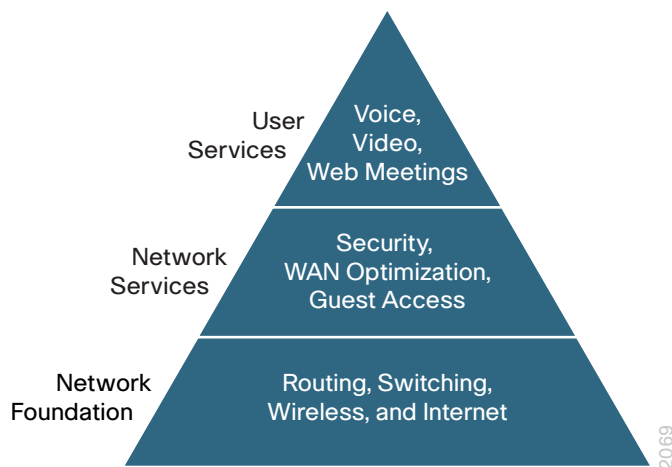 User
Services
Voice,
Video,
Web Meetings
Network
Services
Security,
WAN Optimization,
Guest Access
Network
Foundation
Routing, Switching,
Wireless, and Internet
2069